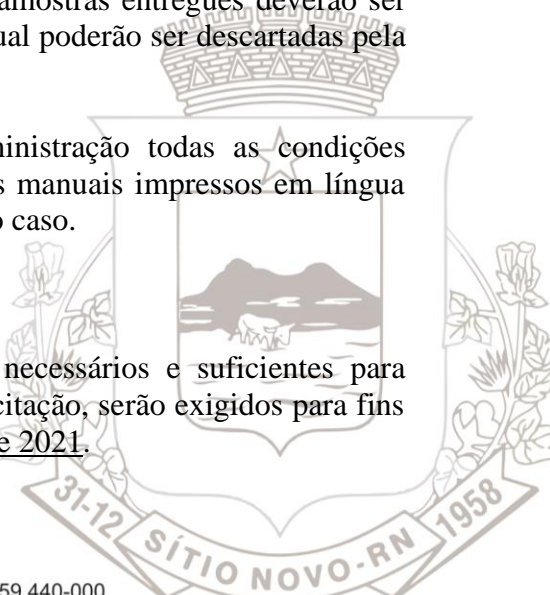 amostras entregues deverão ser
ual poderão ser descartadas pela
ministração todas as condições
s manuais impressos em língua
o caso.
necessários e suficientes para
citação, serão exigidos para fins
e 2021.
31-12 SÍTIO NOVO-RN 1958
59.440-000